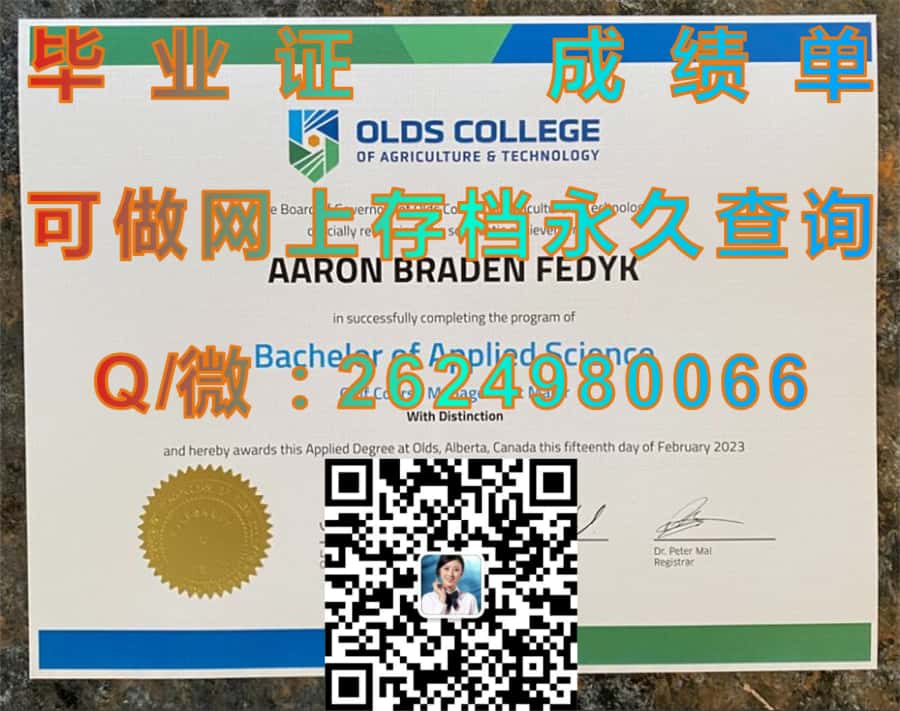 毕业证 成绩单
OLDS COLLEGE
OF AGRICULTURE & TECHNOLOGY
可做网上存档永久查询
AARON BRADEN FEDYK
in successfully completing the program of
Bachelor of Applied Science
Q/微:2624980066
With Distinction
and hereby awards this Applied Degree at Olds, Alberta, Canada this fifteenth day of February 2023
Dr. Peter Mal
Registrar